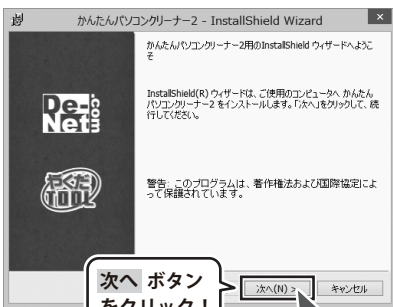 かんたんパソコンクリーナー2 - InstallShield Wizard
かんたんパソコンクリーナー2用のInstallShield ウィザードへようこ
そ
InstallShield(R) ウィザードは、ご使用のコンピュータへ かんたん
パソコンクリーナー2 をインストールします。「次へ」をクリックして、続
行してください。
De-
Net.com
やくだつ
TOOL
警告: このプログラムは、著作権法および国際協定によ
って保護されています。
次へ ボタン
をクリック!
次へ(N) >
キャンセル